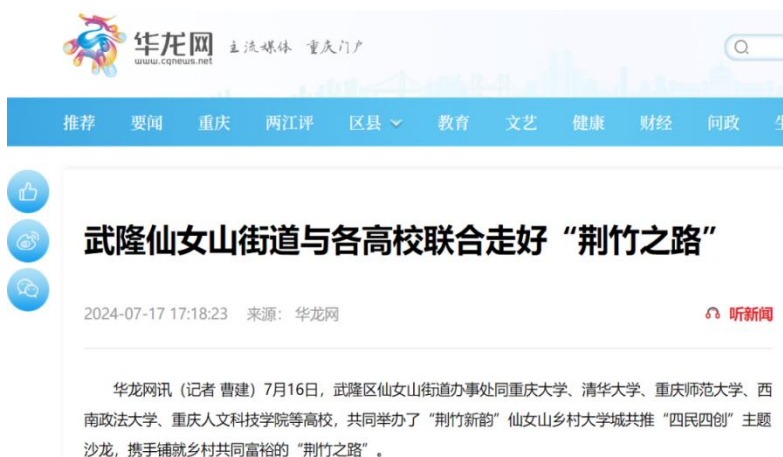 华龙网
www.cqnews.net
主流媒体 重庆门户
推荐 要闻 重庆 两江评 区县 教育 文艺 健康 财经 问政
武隆仙女山街道与各高校联合走好“荆竹之路”
2024-07-17 17:18:23 来源： 华龙网 听新闻
华龙网讯（记者 曹建）7月16日，武隆区仙女山街道办事处同重庆大学、清华大学、重庆师范大学、西
南政法大学、重庆人文科技学院等高校，共同举办了“荆竹新韵”仙女山乡村大学城共推“四民四创”主题
沙龙，携手铺就乡村共同富裕的“荆竹之路”。